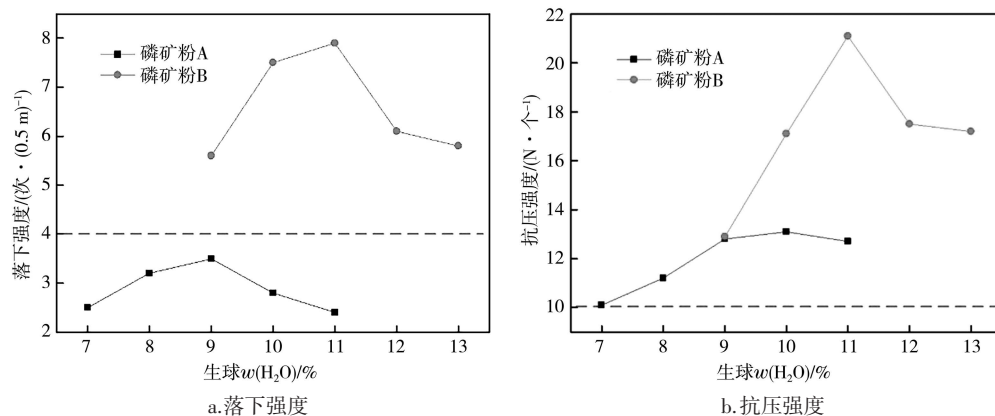 8
7
6
5
4
3
2
落下强度/(次·(0.5 m)⁻¹)
磷矿粉A
磷矿粉B
7 8 9 10 11 12 13
生球w(H₂O)/%
a.落下强度
22
20
18
16
14
12
10
抗压强度/(N·个⁻¹)
磷矿粉A
磷矿粉B
7 8 9 10 11 12 13
生球w(H₂O)/%
b.抗压强度